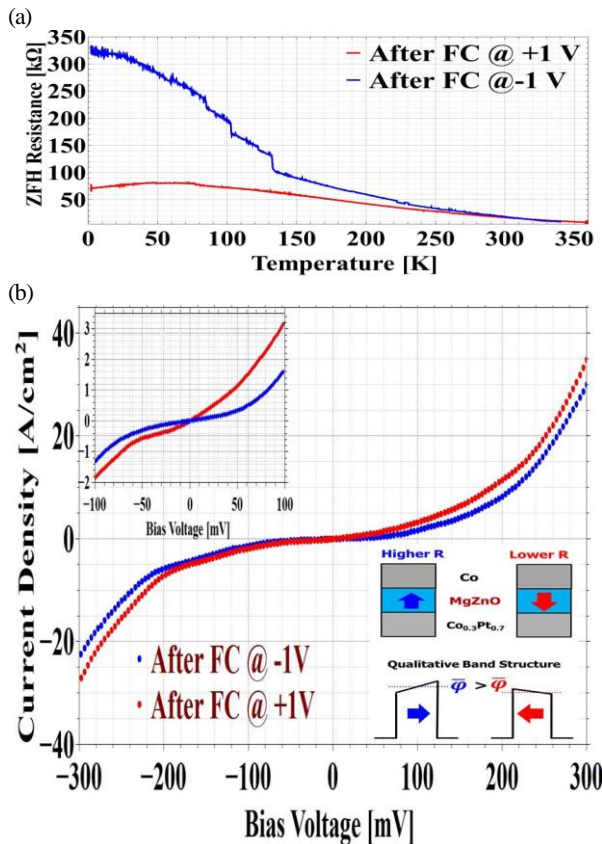 (a)
350
300
250
200
150
100
50
ZFH Resistance [kΩ]
After FC @ +1 V
After FC @-1 V
0 50 100 150 200 250 300 350
Temperature [K]
(b)
40
20
0
−20
−40
Current Density [A/cm²]
3
2
1
0
−1
−2
−100 −50 0 50 100
Bias Voltage [mV]
Higher R Lower R
Co
MgZnO
Co0.3Pt0.7
Qualitative Band Structure
φ̅ > φ̅
After FC @ -1V
After FC @ +1V
−300 −200 −100 0 100 200 300
Bias Voltage [mV]